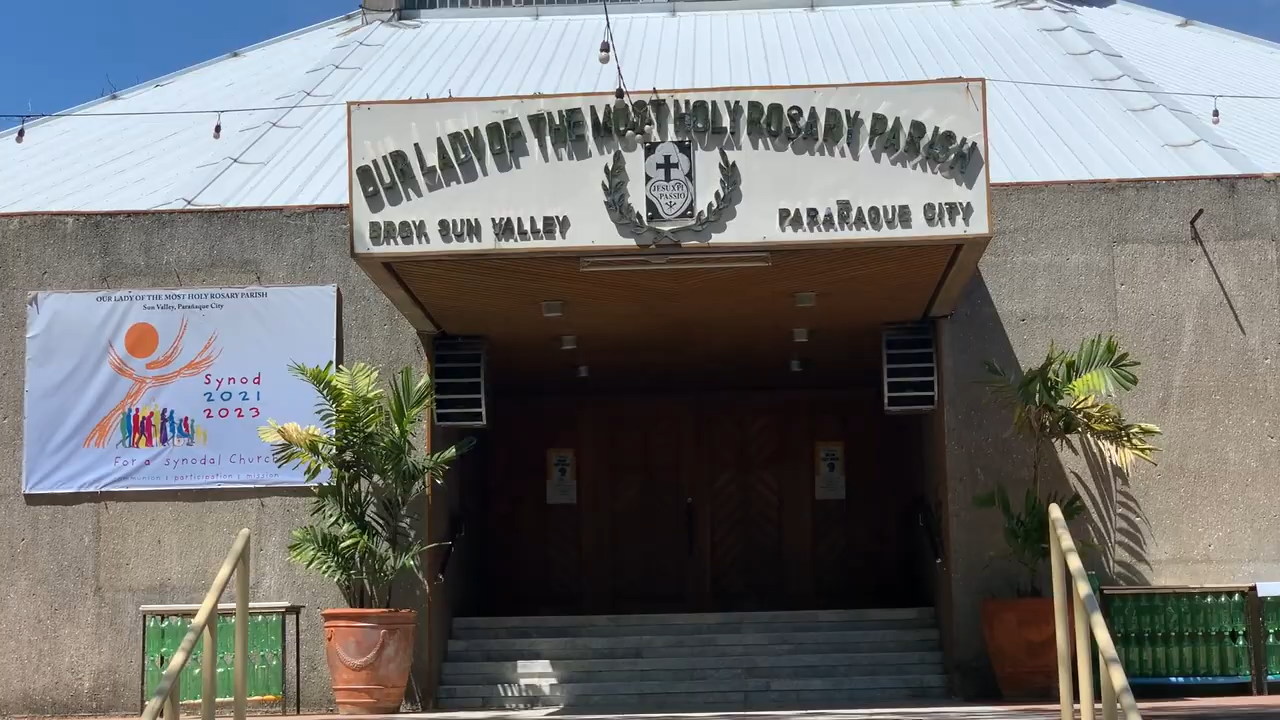 OUR LADY OF THE MOST HOLY ROSARY PARISH
JESU XPI
PASSIO
BRGY. SUN VALLEY
PARAÑAQUE CITY
OUR LADY OF THE MOST HOLY ROSARY PARISH
Sun Valley, Parañaque City
Synod
2021
2023
For a synodal Church
participation | mission